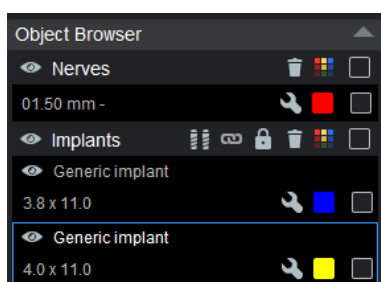 Object Browser
Nerves
01.50 mm -
Implants
Generic implant
3.8 x 11.0
Generic implant
4.0 x 11.0